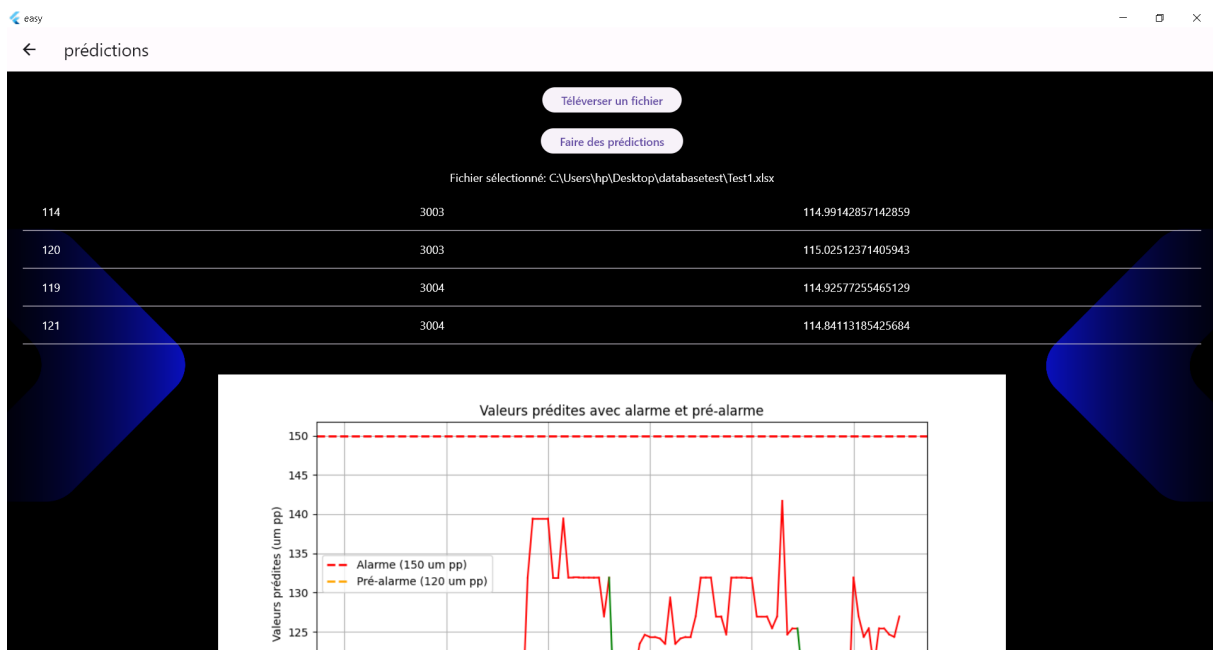 easy
prédictions
Téléverser un fichier
Faire des prédictions
Fichier sélectionné: C:\Users\hp\Desktop\databasetest\Test1.xlsx
114 3003 114.99142857142859
120 3003 115.02512371405943
119 3004 114.92577255465129
121 3004 114.84113185425684
Valeurs prédites avec alarme et pré-alarme
150
145
140
135
130
125
Valeurs prédites (um pp)
Alarme (150 um pp)
Pré-alarme (120 um pp)